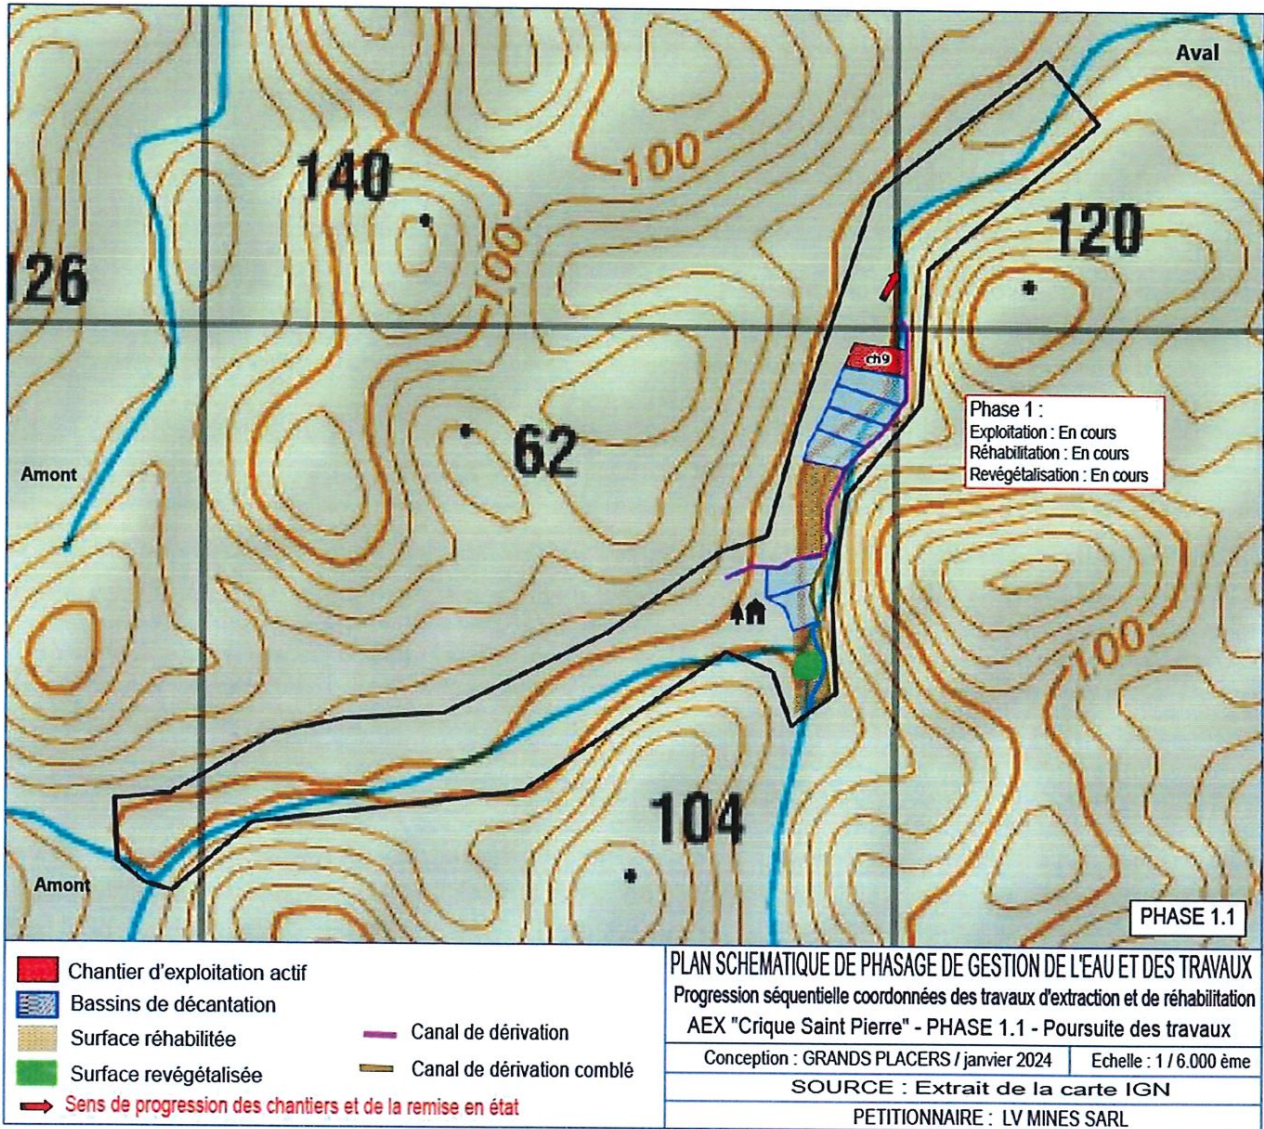 Aval
140
100
120
100
126
ch9
Phase 1 :
Exploitation : En cours
Réhabilitation : En cours
Revégétalisation : En cours
62
Amont
100
104
Amont
PHASE 1.1
Chantier d'exploitation actif
Bassins de décantation
Surface réhabilitée
Surface revégétalisée
Canal de dérivation
Canal de dérivation comblé
Sens de progression des chantiers et de la remise en état
PLAN SCHEMATIQUE DE PHASAGE DE GESTION DE L'EAU ET DES TRAVAUX
Progression séquentielle coordonnées des travaux d'extraction et de réhabilitation
AEX "Crique Saint Pierre" - PHASE 1.1 - Poursuite des travaux
Conception : GRANDS PLACERS / janvier 2024
Echelle : 1 / 6.000 ème
SOURCE : Extrait de la carte IGN
PETITIONNAIRE : LV MINES SARL